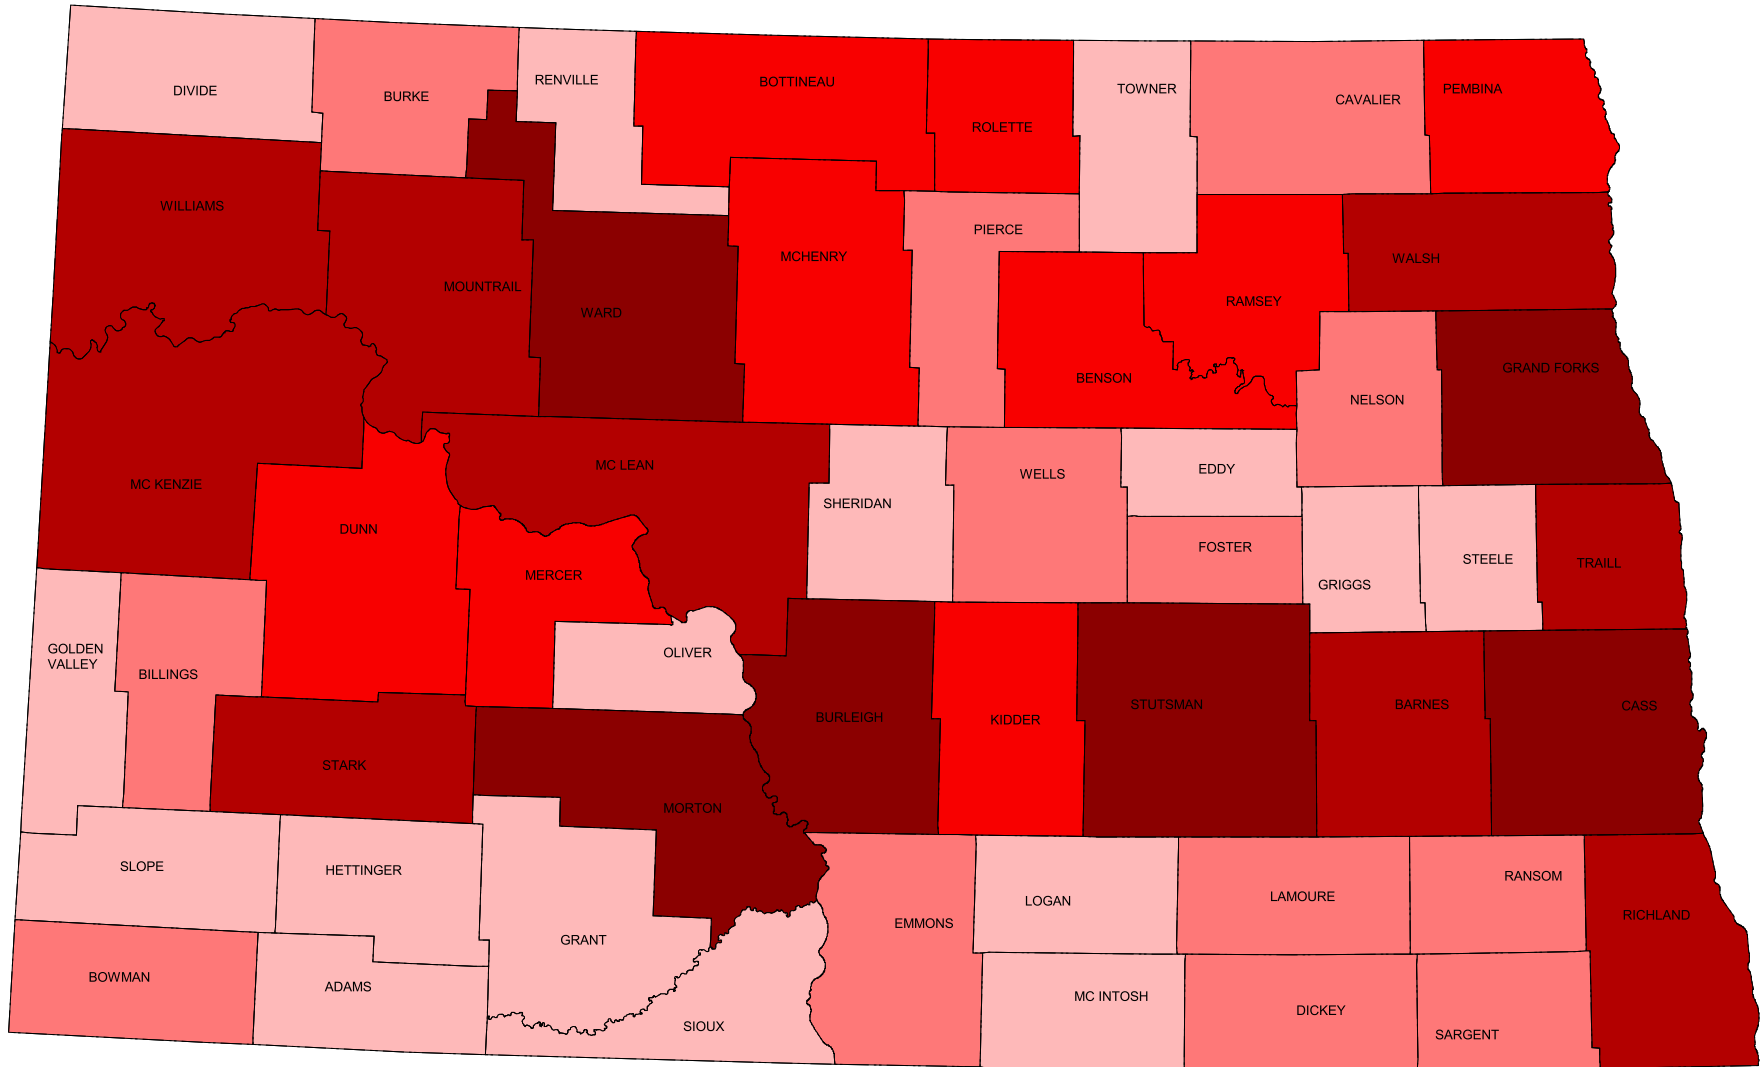 DIVIDE
BURKE
RENVILLE
BOTTINEAU
ROLETTE
TOWNER
CAVALIER
PEMBINA
WILLIAMS
MOUNTRAIL
WARD
MCHENRY
PIERCE
BENSON
RAMSEY
WALSH
NELSON
GRAND FORKS
MC KENZIE
DUNN
MC LEAN
MERCER
SHERIDAN
WELLS
EDDY
FOSTER
GRIGGS
STEELE
TRAILL
GOLDEN
VALLEY
BILLINGS
STARK
OLIVER
MORTON
BURLEIGH
KIDDER
STUTSMAN
BARNES
CASS
SLOPE
HETTINGER
GRANT
BOWMAN
ADAMS
SIOUX
EMMONS
LOGAN
LAMOURE
RANSOM
RICHLAND
MC INTOSH
DICKEY
SARGENT